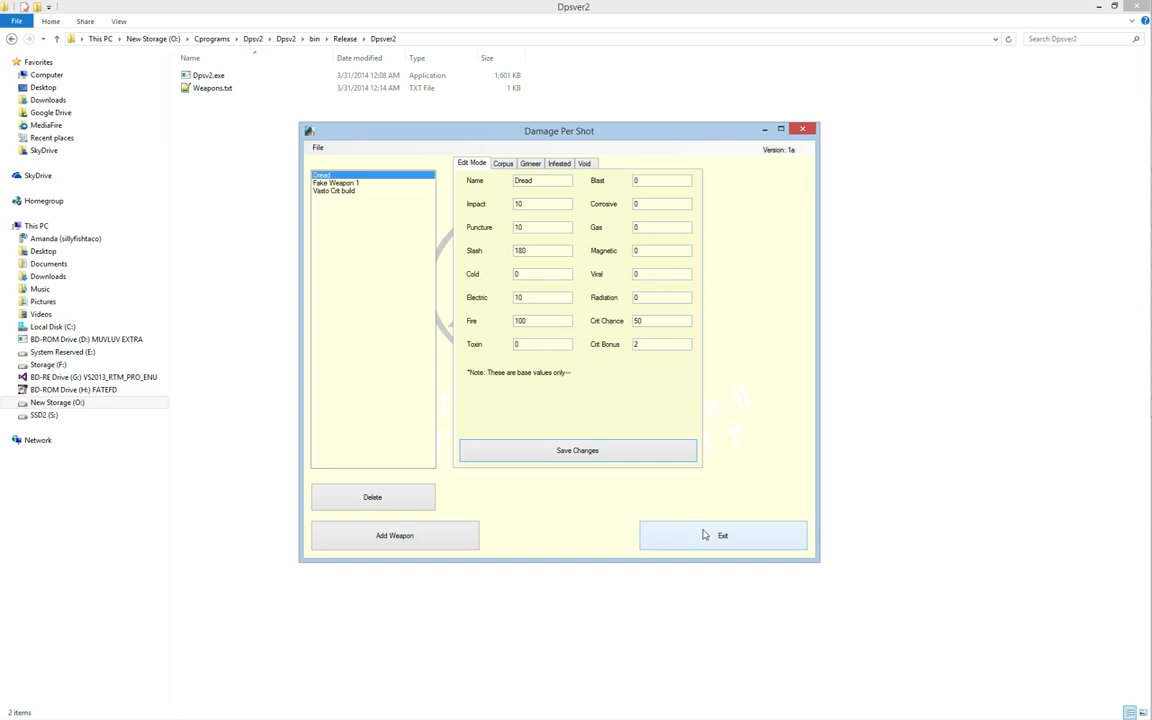 Dpsver2
File Home Share View
This PC New Storage (O:) Cprograms Dpsv2 Dpsv2 bin Release Dpsver2
Search Dpsver2
Name Date modified Type Size
Dpsv2.exe 3/31/2014 12:08 AM Application 1,601 KB
Weapons.txt 3/31/2014 12:14 AM TXT File 1 KB
Favorites
Computer
Desktop
Downloads
Google Drive
MediaFire
Recent places
SkyDrive
SkyDrive
Homegroup
This PC
Amanda (sillyfishtaco)
Desktop
Documents
Downloads
Music
Pictures
Videos
Local Disk (C:)
BD-ROM Drive (D:) MUVLUV EXTRA
System Reserved (E:)
Storage (F:)
BD-RE Drive (G:) VS2013_RTM_PRO_ENU
BD-ROM Drive (H:) FATEFD
New Storage (O:)
SSD2 (S:)
Network
Damage Per Shot
File
Version: 1a
Dread
Fake Weapon 1
Vasto Crit build
Edit Mode Corpus Grineer Infested Void
Name Dread Blast 0
Impact 10 Corrosive 0
Puncture 10 Gas 0
Slash 180 Magnetic 0
Cold 0 Viral 0
Electric 10 Radiation 0
Fire 100 Crit Chance 50
Toxin 0 Crit Bonus 2
*Note: These are base values only---
Save Changes
Delete
Add Weapon
Exit
2 items